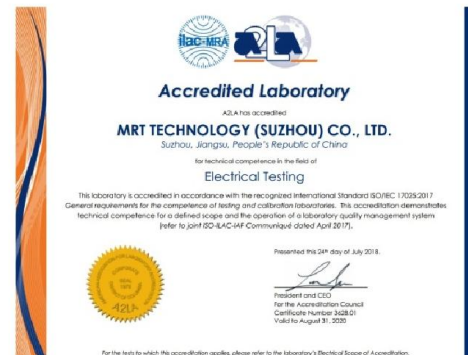 ilac-MRA
A2LA
Accredited Laboratory
A2LA has accredited
MRT TECHNOLOGY (SUZHOU) CO., LTD.
Suzhou, Jiangsu, People's Republic of China
for technical competence in the field of
Electrical Testing
This laboratory is accredited in accordance with the recognized International Standard ISO/IEC 17025:2017
General requirements for the competence of testing and calibration laboratories. This accreditation demonstrates
technical competence for a defined scope and the operation of a laboratory quality management system
(refer to joint ISO-ILAC-IAF Communiqué dated April 2017).
Presented this 24th day of July 2018.
President and CEO
For the Accreditation Council
Certificate Number 3628.01
Valid to August 31, 2020
SEAL
1978
A2LA
For the tests to which this accreditation applies, please refer to the laboratory's Electrical Scope of Accreditation.